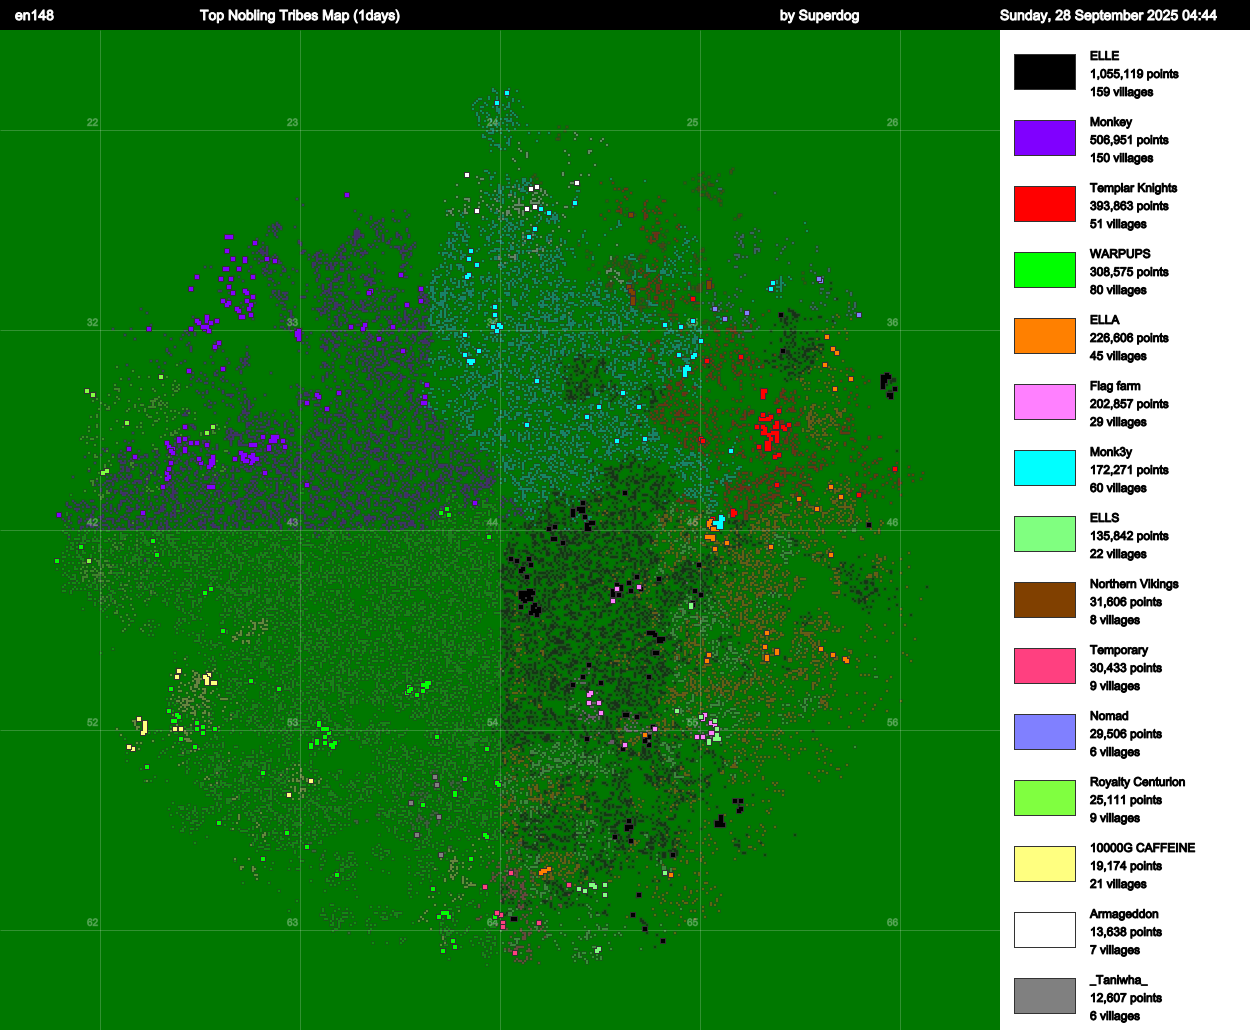 en148 Top Nobling Tribes Map (1days) by Superdog Sunday, 28 September 2025 04:44
ELLE
1,055,119 points
159 villages
Monkey
506,951 points
150 villages
Templar Knights
393,863 points
51 villages
WARPUPS
308,575 points
80 villages
ELLA
226,606 points
45 villages
Flag farm
202,857 points
29 villages
Monk3y
172,271 points
60 villages
ELLS
135,842 points
22 villages
Northern Vikings
31,606 points
8 villages
Temporary
30,433 points
9 villages
Nomad
29,506 points
6 villages
Royalty Centurion
25,111 points
9 villages
10000G CAFFEINE
19,174 points
21 villages
Armageddon
13,638 points
7 villages
_Taniwha_
12,607 points
6 villages
22 23 24 25 26
32 33 35 36
42 43 44 45 46
52 53 54 55 56
62 63 64 65 66